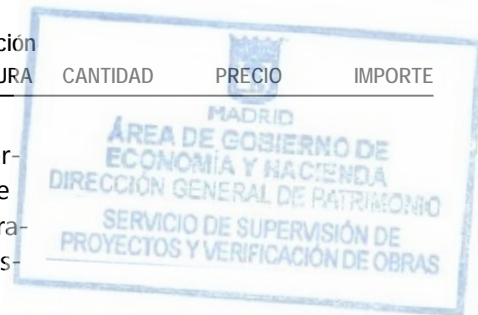 ción
URA CANTIDAD PRECIO IMPORTE
MADRID
ÁREA DE GOBIERNO DE
ECONOMÍA Y HACIENDA
DIRECCIÓN GENERAL DE PATRIMONIO
SERVICIO DE SUPERVISIÓN DE
PROYECTOS Y VERIFICACIÓN DE OBRAS
r-
e
ra-
s-